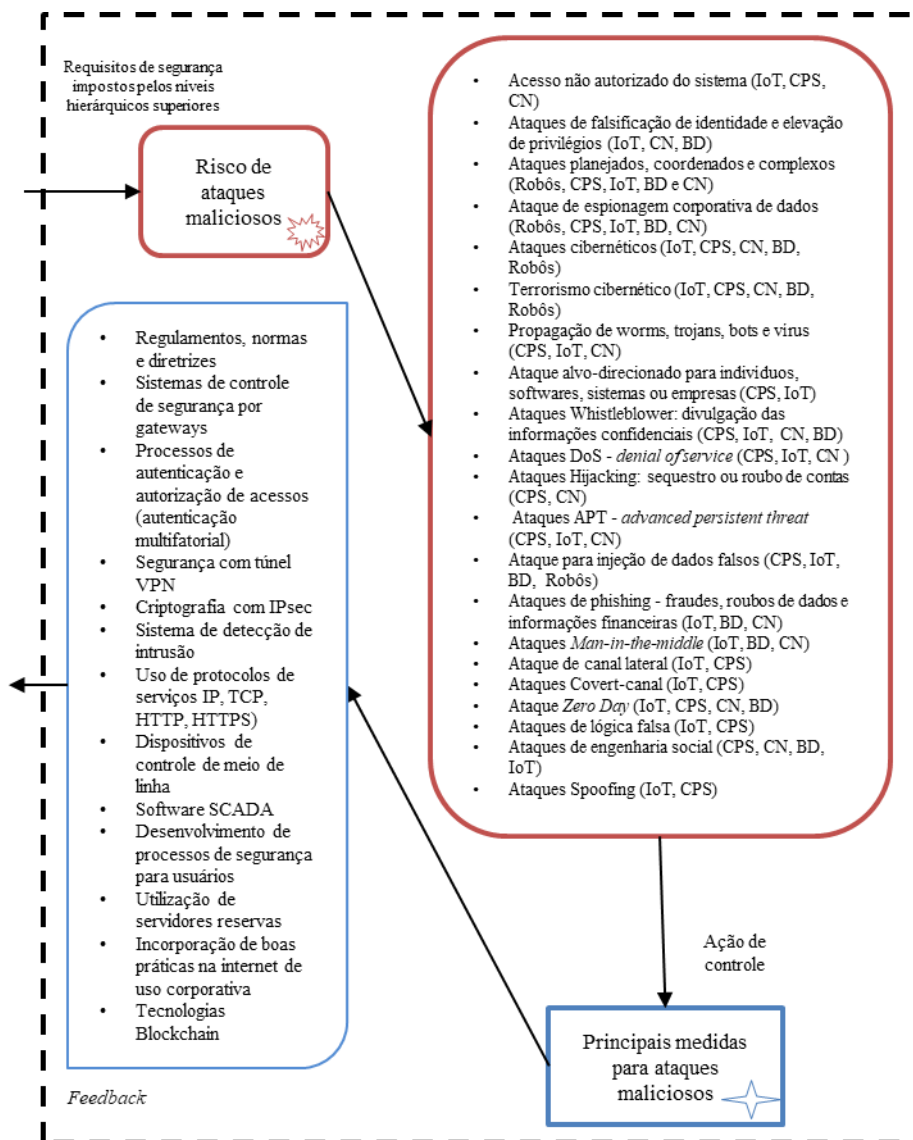 Requisitos de segurança
impostos pelos níveis
hierárquicos superiores
Risco de
ataques
maliciosos
• Acesso não autorizado do sistema (IoT, CPS,
CN)
• Ataques de falsificação de identidade e elevação
de privilégios (IoT, CN, BD)
• Ataques planejados, coordenados e complexos
(Robôs, CPS, IoT, BD e CN)
• Ataque de espionagem corporativa de dados
(Robôs, CPS, IoT, BD, CN)
• Ataques cibernéticos (IoT, CPS, CN, BD,
Robôs)
• Terrorismo cibernético (IoT, CPS, CN, BD,
Robôs)
• Propagação de worms, trojans, bots e virus
(CPS, IoT, CN)
• Ataque alvo-direcionado para individuos,
softwares, sistemas ou empresas (CPS, IoT)
• Ataques Whistleblower: divulgação das
informações confidenciais (CPS, IoT, CN, BD)
• Ataques DoS - denial of service (CPS, IoT, CN )
• Ataques Hijacking: sequestro ou roubo de contas
(CPS, CN)
• Ataques APT - advanced persistent threat
(CPS, IoT, CN)
• Ataque para injeção de dados falsos (CPS, IoT,
BD, Robôs)
• Ataques de phishing - fraudes, roubos de dados e
informações financeiras (IoT, BD, CN)
• Ataques Man-in-the-middle (IoT, BD, CN)
• Ataque de canal lateral (IoT, CPS)
• Ataques Covert-canal (IoT, CPS)
• Ataque Zero Day (IoT, CPS, CN, BD)
• Ataques de lógica falsa (IoT, CPS)
• Ataques de engenharia social (CPS, CN, BD,
IoT)
• Ataques Spoofing (IoT, CPS)
Ação de
controle
Principais medidas
para ataques
maliciosos
• Regulamentos, normas
e diretrizes
• Sistemas de controle
de segurança por
gateways
• Processos de
autenticação e
autorização de acessos
(autenticação
multifatorial)
• Segurança com túnel
VPN
• Criptografia com IPsec
• Sistema de detecção de
intrusão
• Uso de protocolos de
serviços IP, TCP,
HTTP, HTTPS)
• Dispositivos de
controle de meio de
linha
• Software SCADA
• Desenvolvimento de
processos de segurança
para usuários
• Utilização de
servidores reservas
• Incorporação de boas
práticas na internet de
uso corporativa
• Tecnologias
Blockchain
Feedback